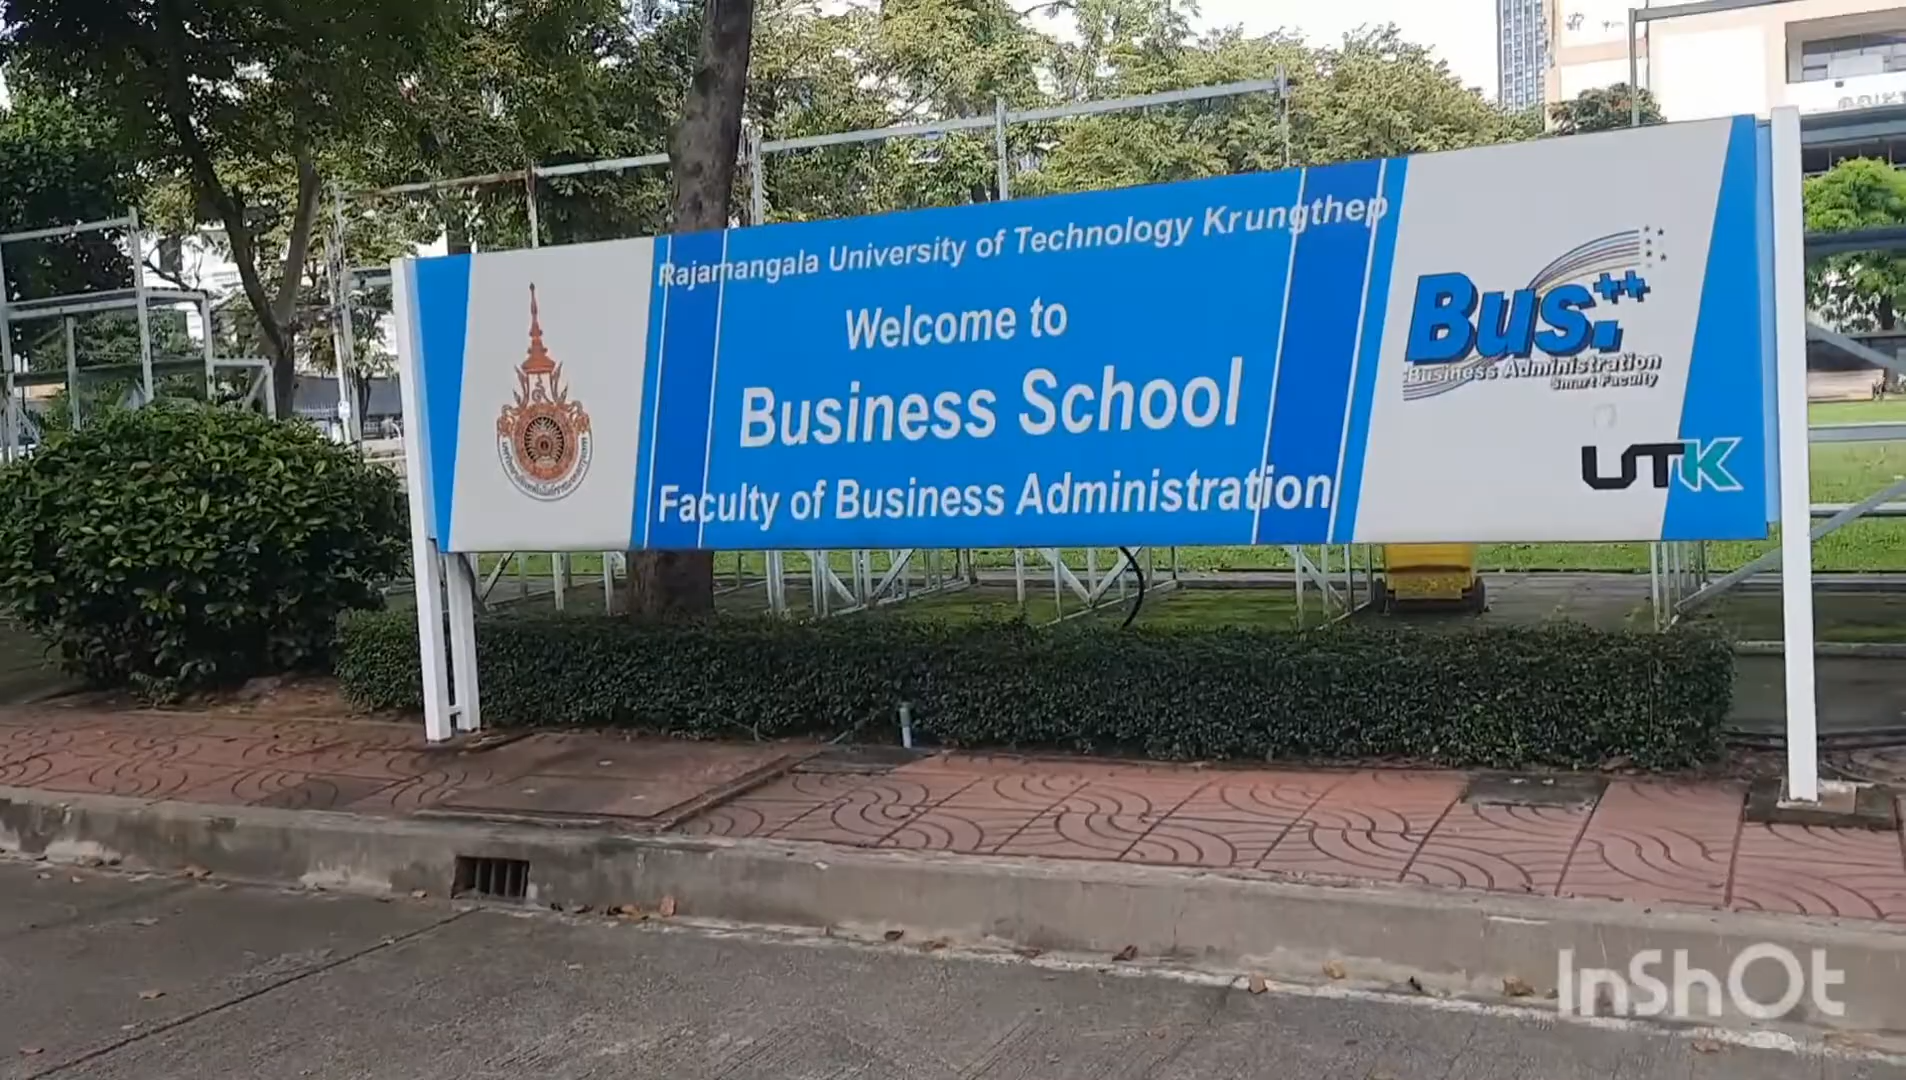 Rajamangala University of Technology Krungthep
Welcome to
Business School
Faculty of Business Administration
Bus.++
Business Administration
Smart Faculty
UTK
InShOt